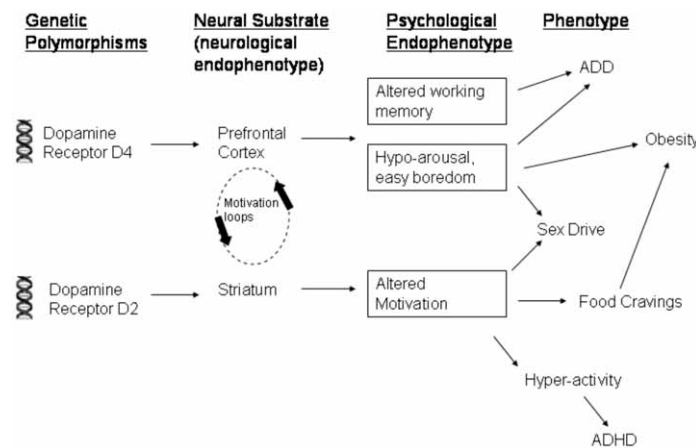 Genetic
Polymorphisms
Neural Substrate
(neurological
endophenotype)
Psychological
Endophenotype
Phenotype
Dopamine
Receptor D4
Prefrontal
Cortex
Altered working
memory
Hypo-arousal,
easy boredom
ADD
Obesity
Motivation
loops
Sex Drive
Dopamine
Receptor D2
Striatum
Altered
Motivation
Food Cravings
Hyper-activity
ADHD